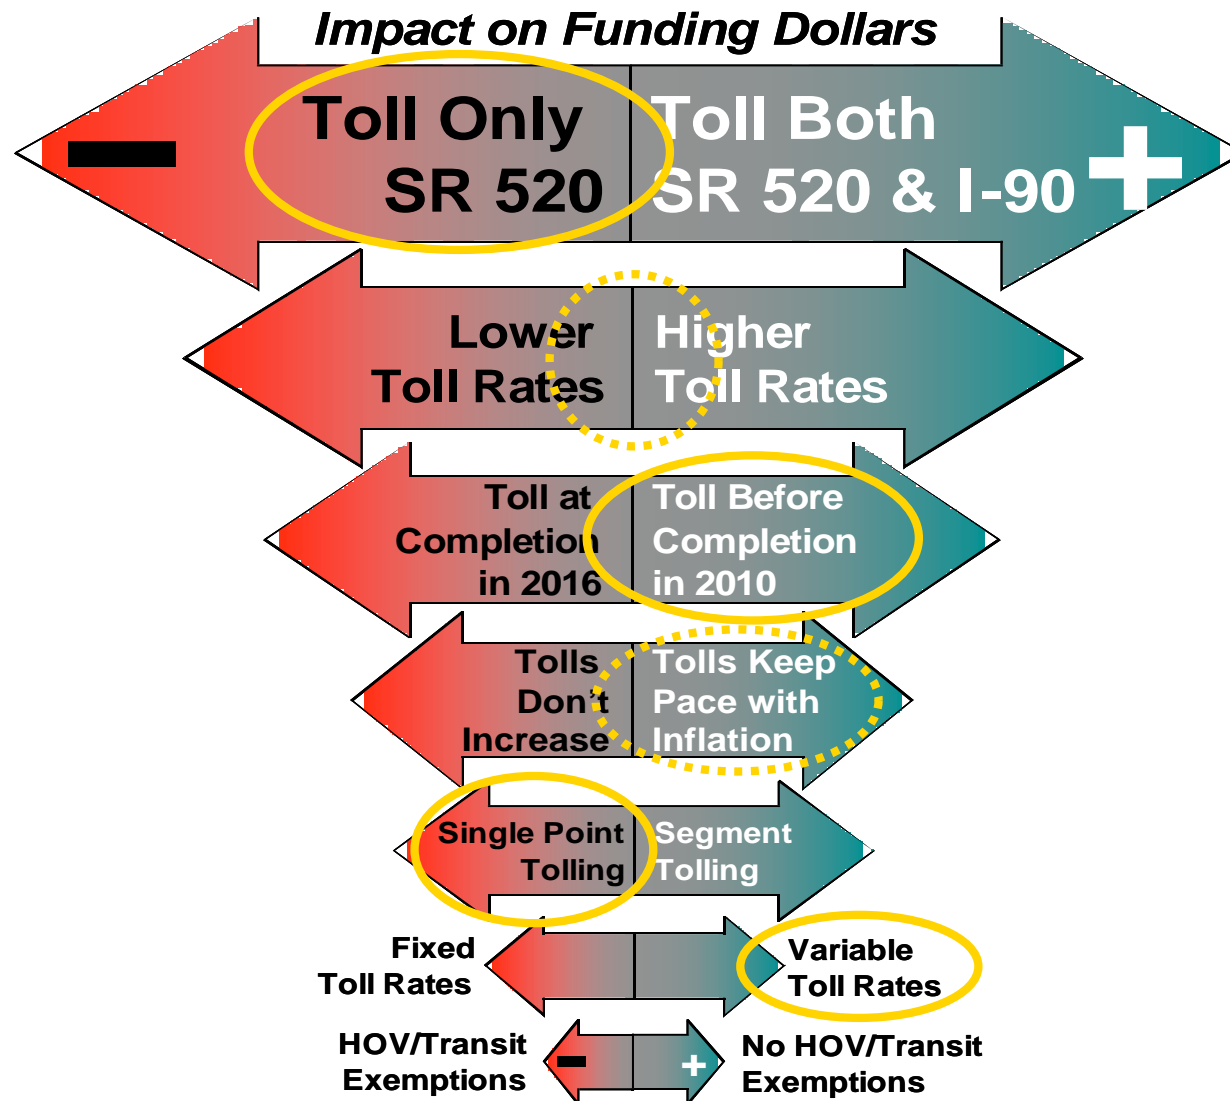 Impact on Funding Dollars
Toll Only
SR 520
Toll Both
SR 520 & I-90
Lower
Toll Rates
Higher
Toll Rates
Toll at
Completion
in 2016
Toll Before
Completion
in 2010
Tolls
Don't
Increase
Tolls Keep
Pace with
Inflation
Single Point
Tolling
Segment
Tolling
Fixed
Toll Rates
Variable
Toll Rates
HOV/Transit
Exemptions
No HOV/Transit
Exemptions